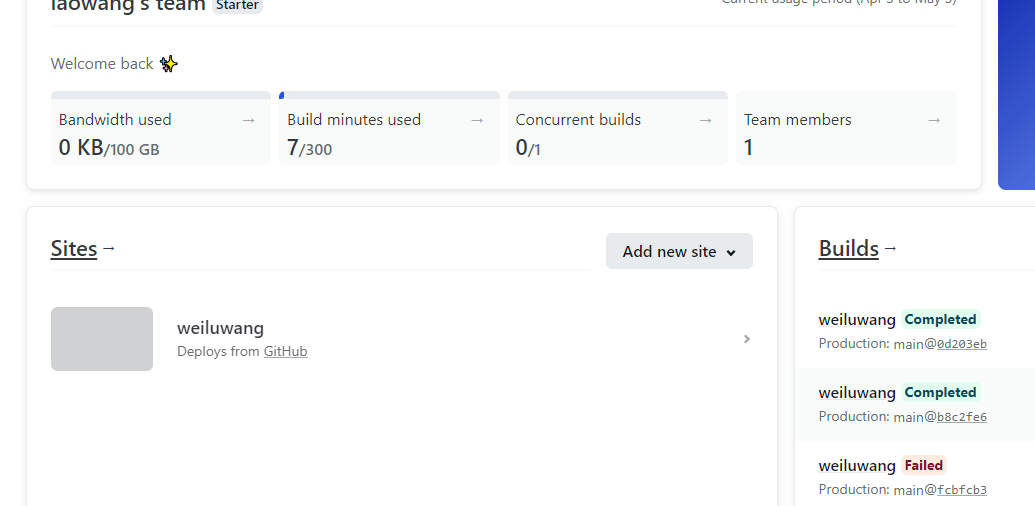 laowang's team Starter
Current usage period (Apr 5 to May 5)
Welcome back ✨
Bandwidth used →
0 KB/100 GB
Build minutes used →
7/300
Concurrent builds →
0/1
Team members →
1
Sites →
Add new site
weiluwang
Deploys from GitHub
Builds →
weiluwang Completed
Production: main@0d203eb
weiluwang Completed
Production: main@b8c2fe6
weiluwang Failed
Production: main@fcbfcb3